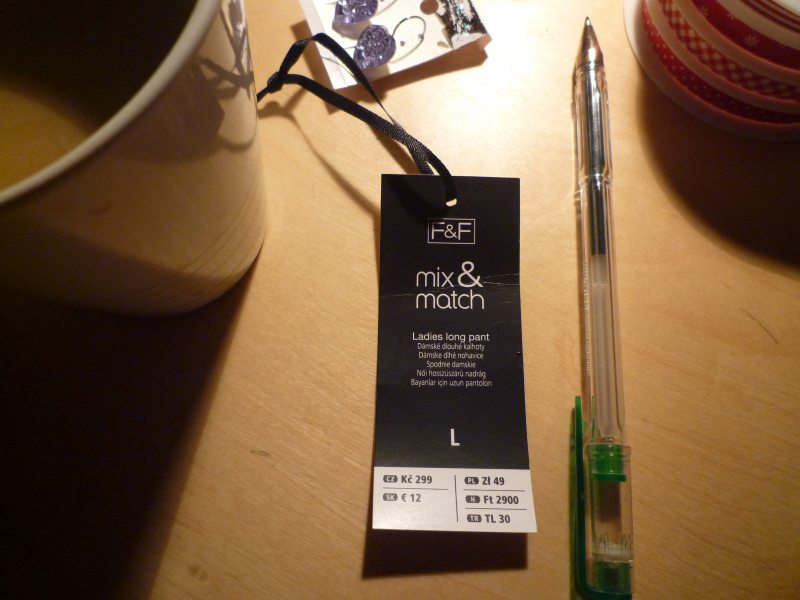 F&F
mix &
match
Ladies long pant
Dámské dlouhé kalhoty
Dámske dlhé nohavice
Spodnie damskie
Női hosszúszárú nadrág
Bayanlar için uzun pantolon
L
CZ Kč 299
SK € 12
PL Zł 49
H Ft 2900
TR TL 30